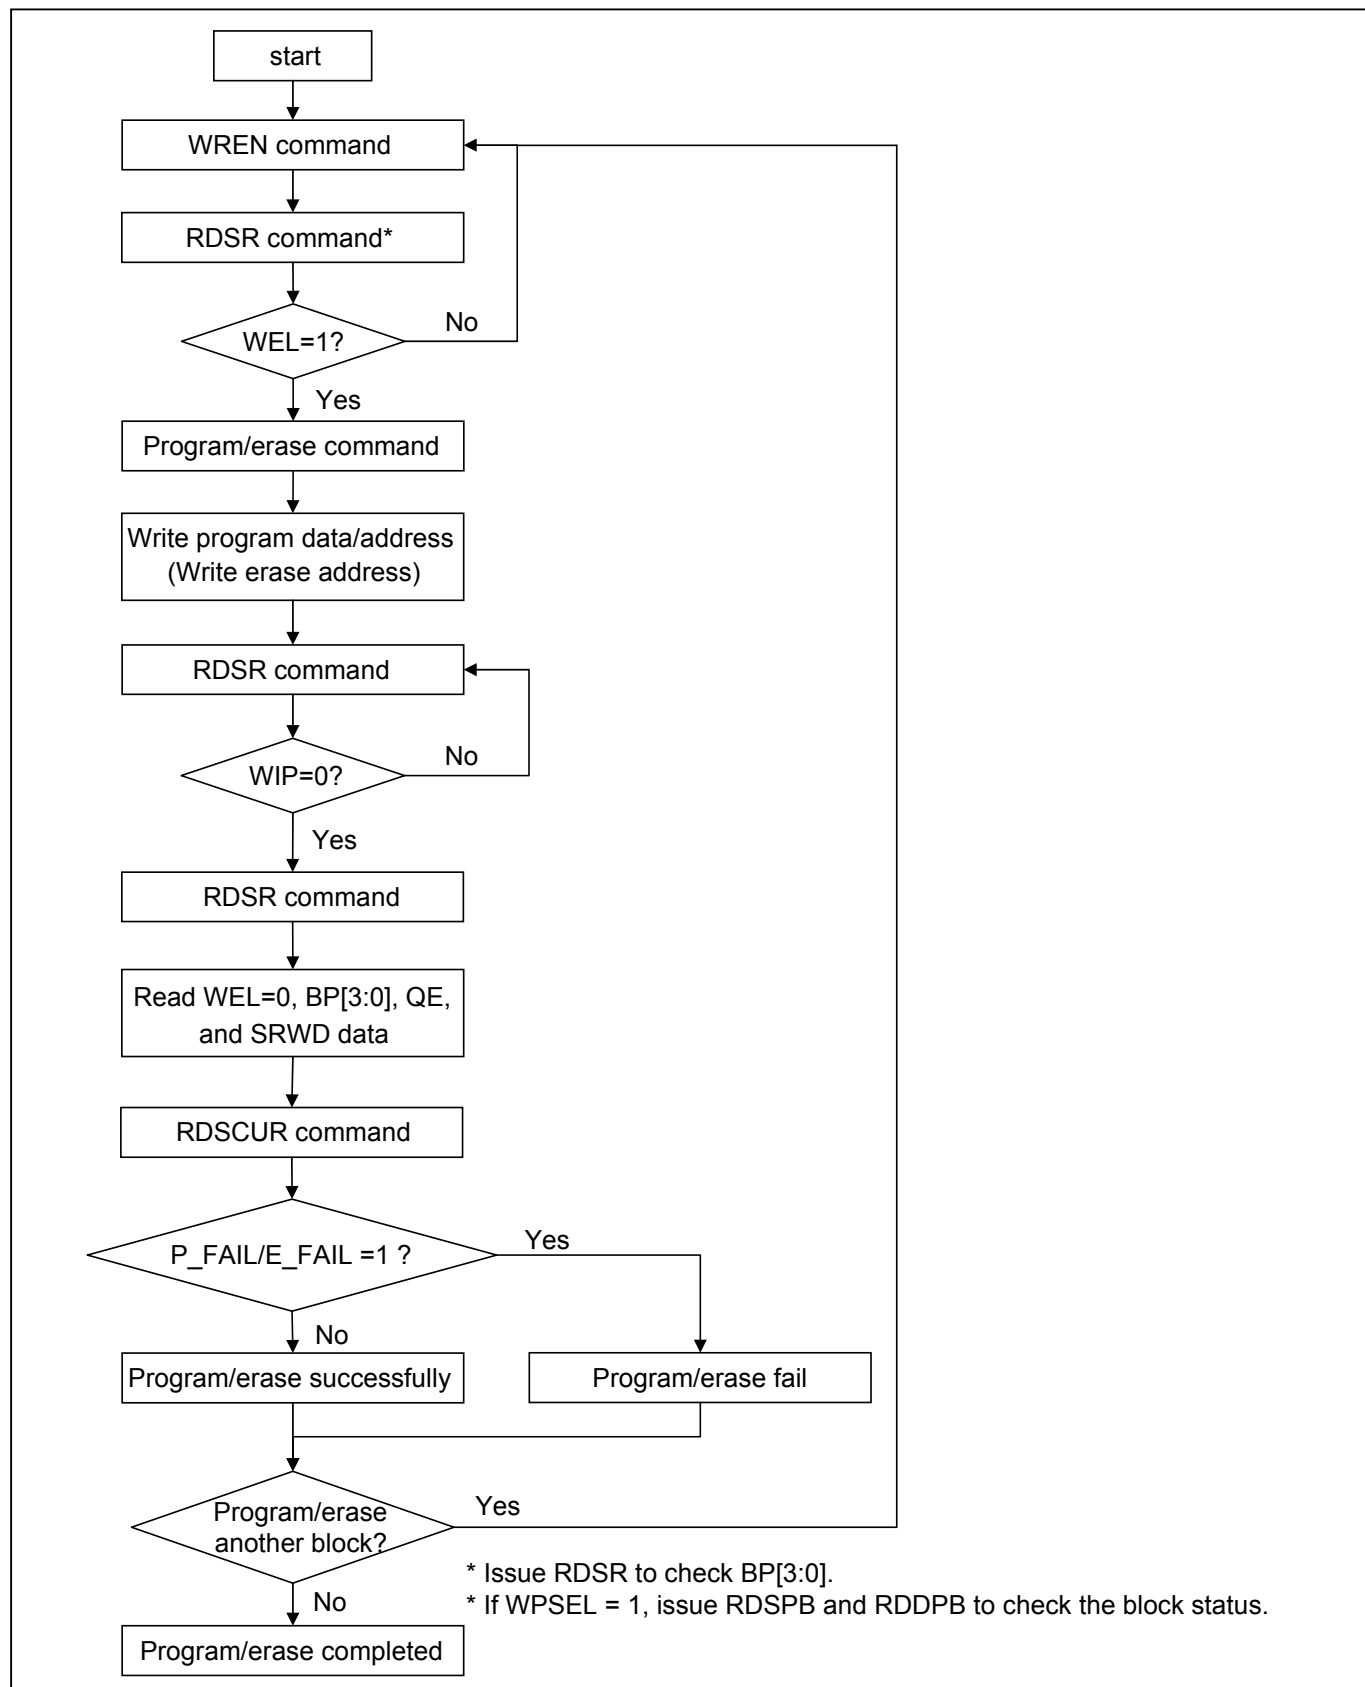 start
WREN command
RDSR command*
WEL=1?
No
Yes
Program/erase command
Write program data/address
(Write erase address)
RDSR command
WIP=0?
No
Yes
RDSR command
Read WEL=0, BP[3:0], QE,
and SRWD data
RDSCUR command
P_FAIL/E_FAIL =1 ?
Yes
No
Program/erase successfully
Program/erase fail
Program/erase
another block?
Yes
* Issue RDSR to check BP[3:0].
* If WPSEL = 1, issue RDSPB and RDDPB to check the block status.
No
Program/erase completed